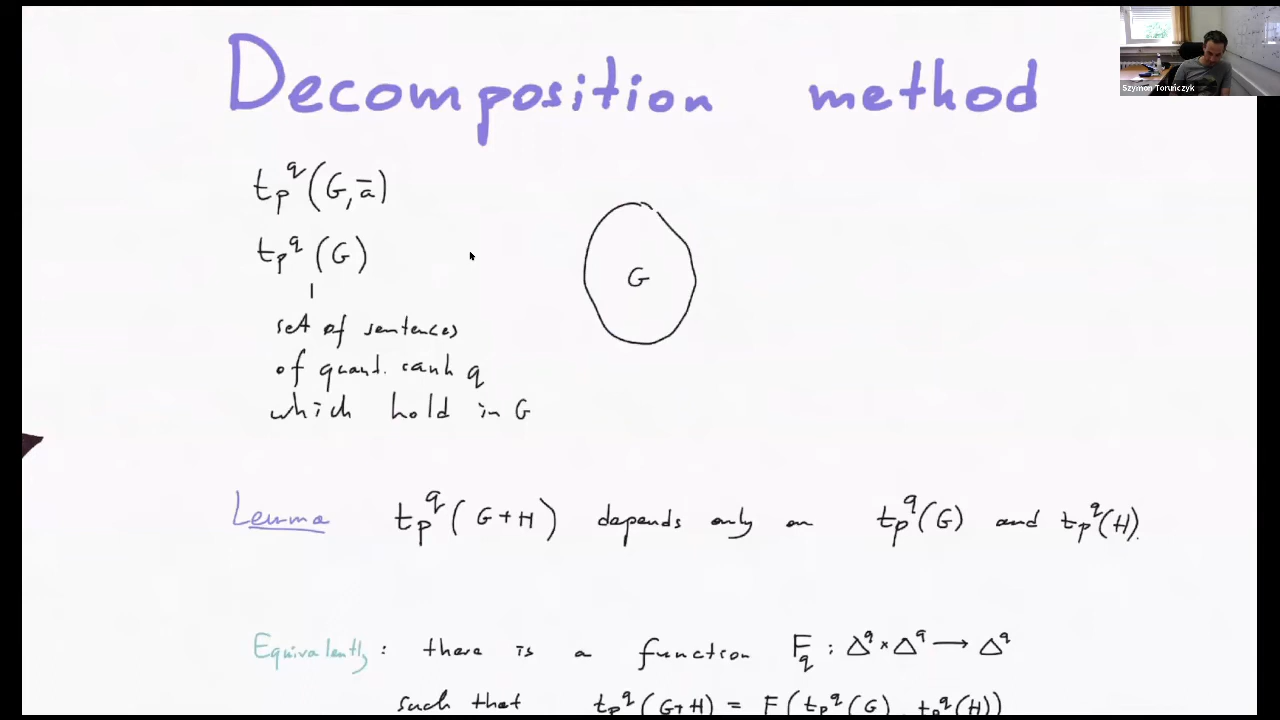 Decomposition method
Szymon Toruńczyk
tp^q(G, ā)
tp^q(G)
G
set of sentences
of quant. rank q
which hold in G
Lemma tp^q(G+H) depends only on tp^q(G) and tp^q(H).
Equivalently: there is a function F_q : Δ^q × Δ^q → Δ^q
such that tp^q(G+H) = F(tp^q(G), tp^q(H))